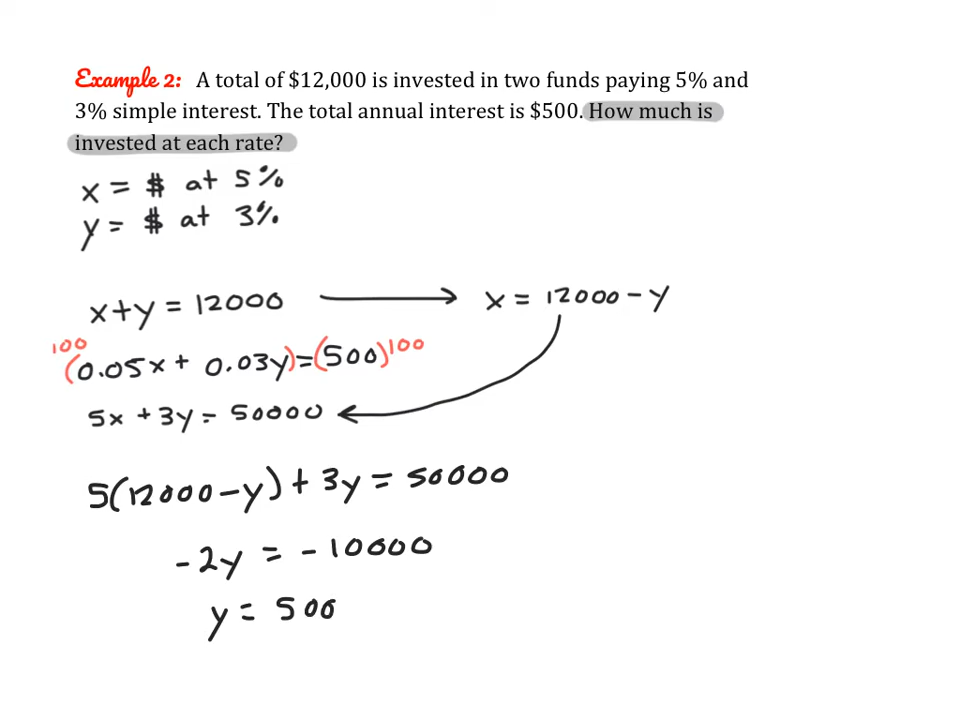 Example 2: A total of $12,000 is invested in two funds paying 5% and
3% simple interest. The total annual interest is $500. How much is
invested at each rate?
x = $ at 5%
y = $ at 3%
x+y = 12000
x = 12000 - y
100(0.05x + 0.03y) = (500)100
5x + 3y = 50000
5(12000 - y) + 3y = 50000
-2y = -10000
y = 500